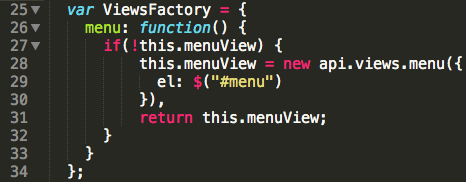 25 var ViewsFactory = {
26 menu: function() {
27 if(!this.menuView) {
28 this.menuView = new api.views.menu({
29 el: $("#menu")
30 }),
31 return this.menuView;
32 }
33 }
34 };